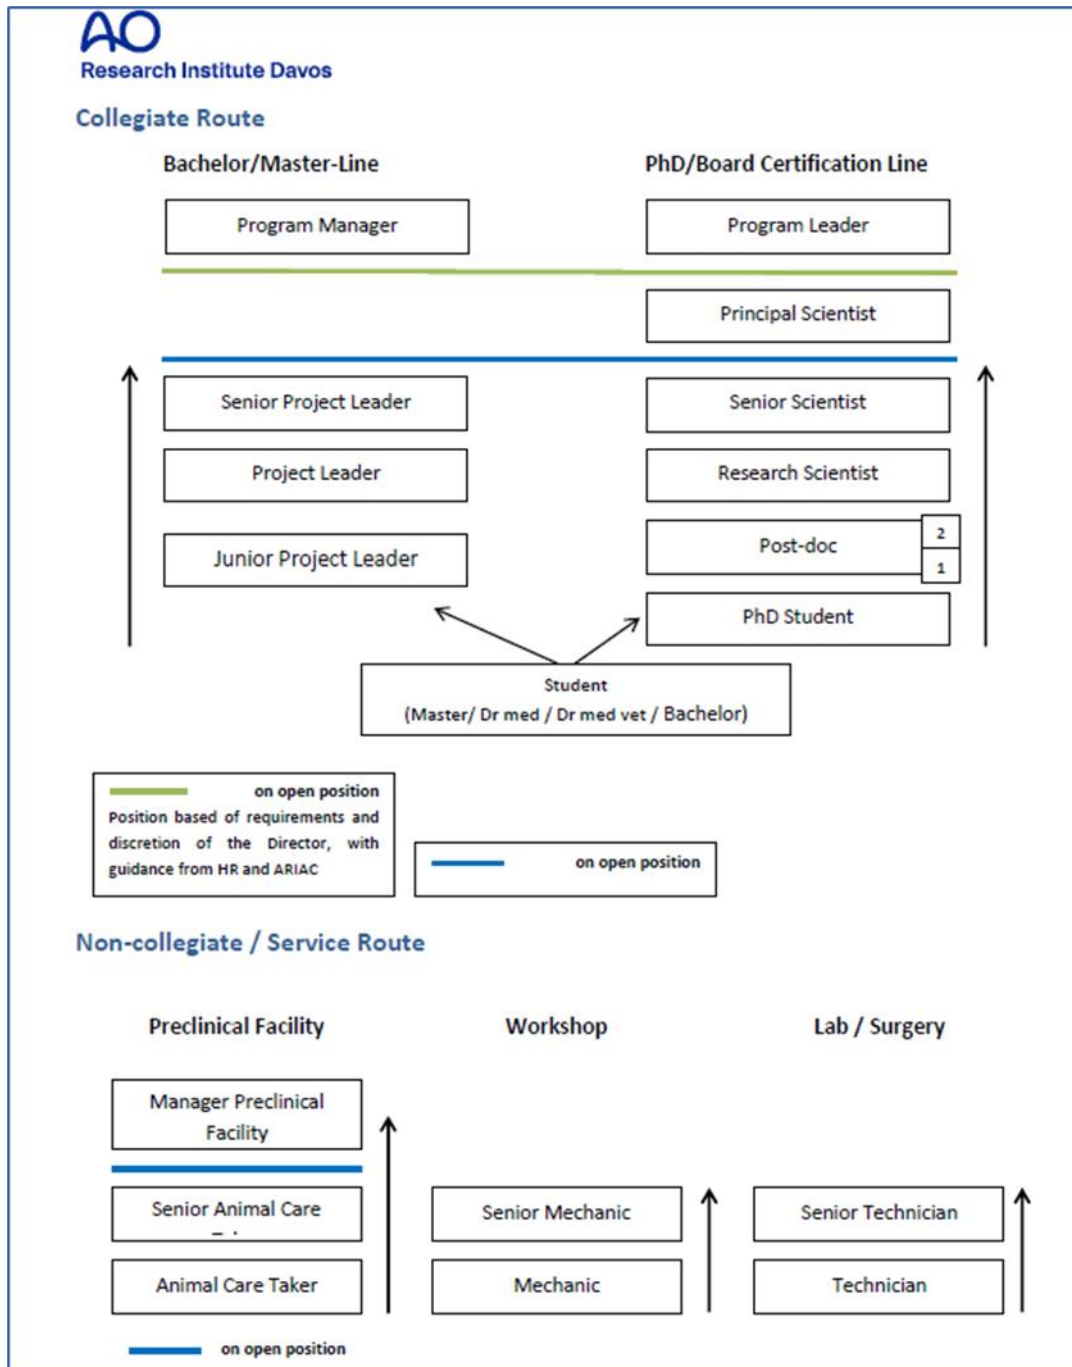 AO
Research Institute Davos
Collegiate Route
Bachelor/Master-Line
PhD/Board Certification Line
Program Manager
Program Leader
Principal Scientist
Senior Project Leader
Senior Scientist
Project Leader
Research Scientist
Junior Project Leader
Post-doc
2
1
PhD Student
Student
(Master/ Dr med / Dr med vet / Bachelor)
on open position
Position based of requirements and
discretion of the Director, with
guidance from HR and ARIAC
on open position
Non-collegiate / Service Route
Preclinical Facility
Workshop
Lab / Surgery
Manager Preclinical
Facility
Senior Animal Care
Senior Mechanic
Senior Technician
Animal Care Taker
Mechanic
Technician
on open position